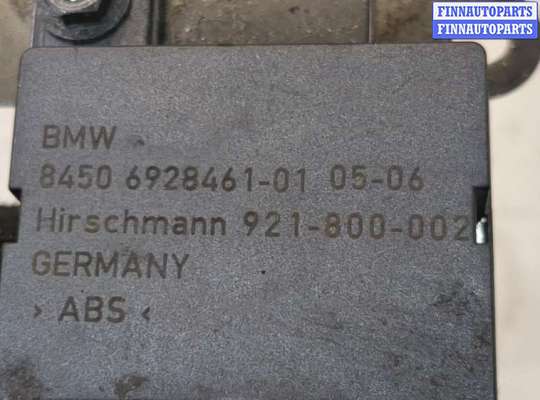 FINNAUTOPARTS
FINNAUTOPARTS
BMW
8450 6928461-01 05-06
Hirschmann 921-800-002
GERMANY
> ABS <